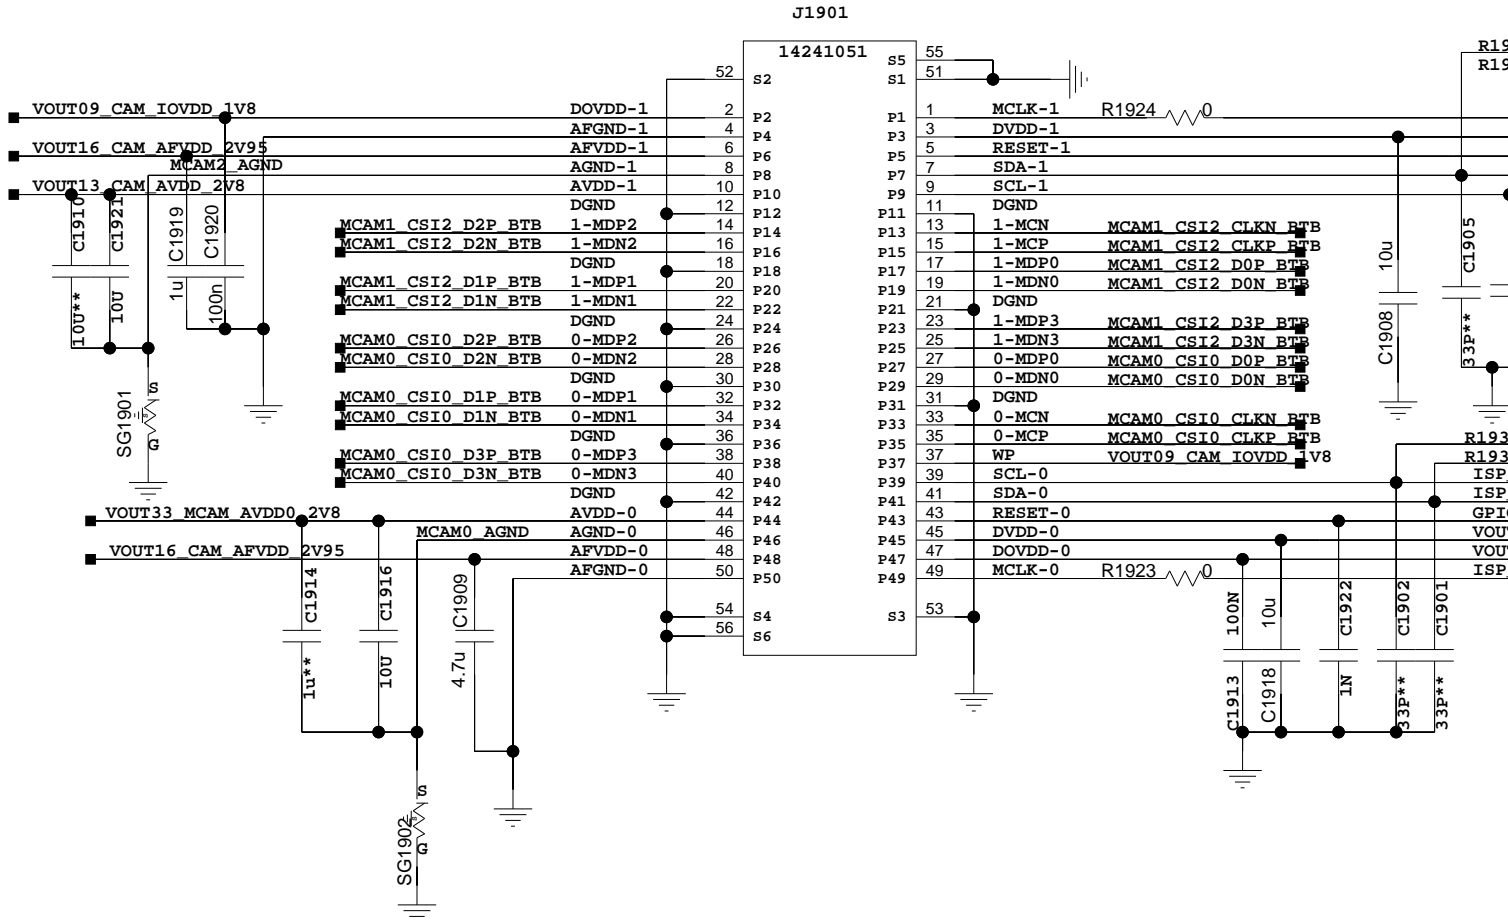 J1901
14241051
R19
R19
52 S2 S5 55
S1 51
VOUT09_CAM_IOVDD_1V8 DOVDD-1 2 P2 P1 1 MCLK-1 R1924 0
AFGND-1 4 P4 P3 3 DVDD-1
VOUT16_CAM_AFVDD_2V95 AFVDD-1 6 P6 P5 5 RESET-1
MCAM2_AGND AGND-1 8 P8 P7 7 SDA-1
VOUT13_CAM_AVDD_2V8 AVDD-1 10 P10 P9 9 SCL-1
DGND 12 P12 P11 11 DGND
MCAM1_CSI2_D2P_BTB 1-MDP2 14 P14 P13 13 1-MCN MCAM1_CSI2_CLKN_BTB
MCAM1_CSI2_D2N_BTB 1-MDN2 16 P16 P15 15 1-MCP MCAM1_CSI2_CLKP_BTB
DGND 18 P18 P17 17 1-MDP0 MCAM1_CSI2_D0P_BTB
MCAM1_CSI2_D1P_BTB 1-MDP1 20 P20 P19 19 1-MDN0 MCAM1_CSI2_D0N_BTB
MCAM1_CSI2_D1N_BTB 1-MDN1 22 P22 P21 21 DGND
DGND 24 P24 P23 23 1-MDP3 MCAM1_CSI2_D3P_BTB
MCAM0_CSI0_D2P_BTB 0-MDP2 26 P26 P25 25 1-MDN3 MCAM1_CSI2_D3N_BTB
MCAM0_CSI0_D2N_BTB 0-MDN2 28 P28 P27 27 0-MDP0 MCAM0_CSI0_D0P_BTB
DGND 30 P30 P29 29 0-MDN0 MCAM0_CSI0_D0N_BTB
MCAM0_CSI0_D1P_BTB 0-MDP1 32 P32 P31 31 DGND
MCAM0_CSI0_D1N_BTB 0-MDN1 34 P34 P33 33 0-MCN MCAM0_CSI0_CLKN_BTB
DGND 36 P36 P35 35 0-MCP MCAM0_CSI0_CLKP_BTB
MCAM0_CSI0_D3P_BTB 0-MDP3 38 P38 P37 37 WP VOUT09_CAM_IOVDD_1V8
MCAM0_CSI0_D3N_BTB 0-MDN3 40 P40 P39 39 SCL-0
DGND 42 P42 P41 41 SDA-0
VOUT33_MCAM_AVDD0_2V8 AVDD-0 44 P44 P43 43 RESET-0
MCAM0_AGND AGND-0 46 P46 P45 45 DVDD-0
VOUT16_CAM_AFVDD_2V95 AFVDD-0 48 P48 P47 47 DOVDD-0
AFGND-0 50 P50 P49 49 MCLK-0 R1923 0
54 S4 S3 53
56 S6
R193
R193
ISP_
ISP_
GPI
VOU
VOU
ISP_
C1910
10U**
C1921
10U
C1919
1u
C1920
100n
S
SG1901
G
C1914
1u**
C1916
10U
C1909
4.7u
S
SG1902
G
10u
C1908
C1905
33P**
100N
C1913
10u
C1918
C1922
1N
C1902
33P**
C1901
33P**